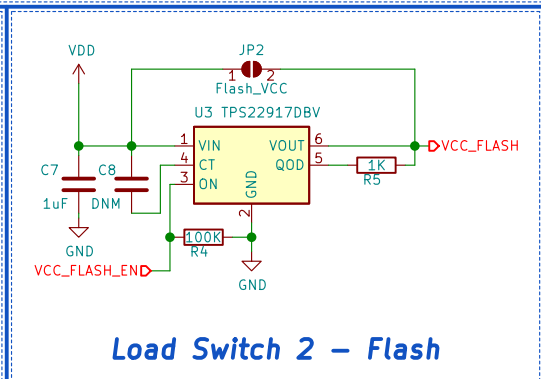 JP2
VDD
1 2
Flash_VCC
U3 TPS22917DBV
1 VIN VOUT 6 VCC_FLASH
C7 C8 4 CT QOD 5 1K
3 ON R5
1uF DNM GND
2
GND 100K
R4
VCC_FLASH_EN
GND
Load Switch 2 – Flash